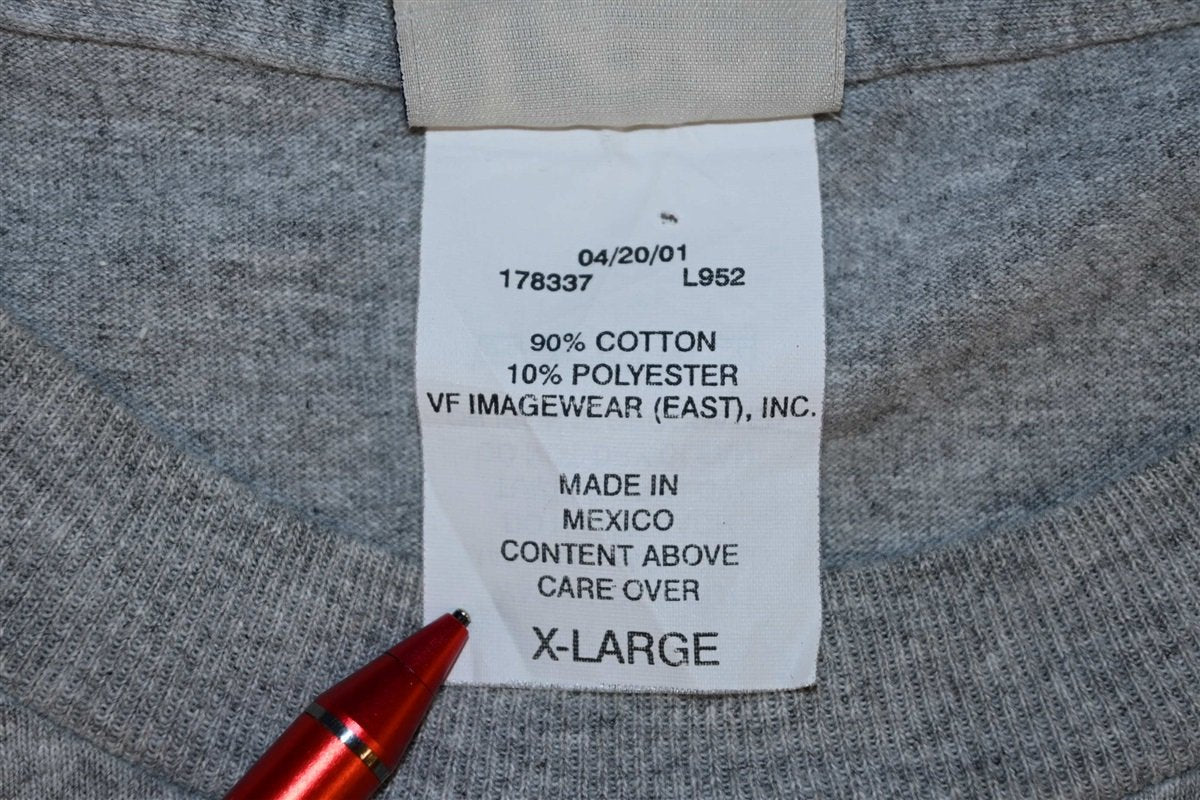 04/20/01
178337 L952
90% COTTON
10% POLYESTER
VF IMAGEWEAR (EAST), INC.
MADE IN
MEXICO
CONTENT ABOVE
CARE OVER
X-LARGE